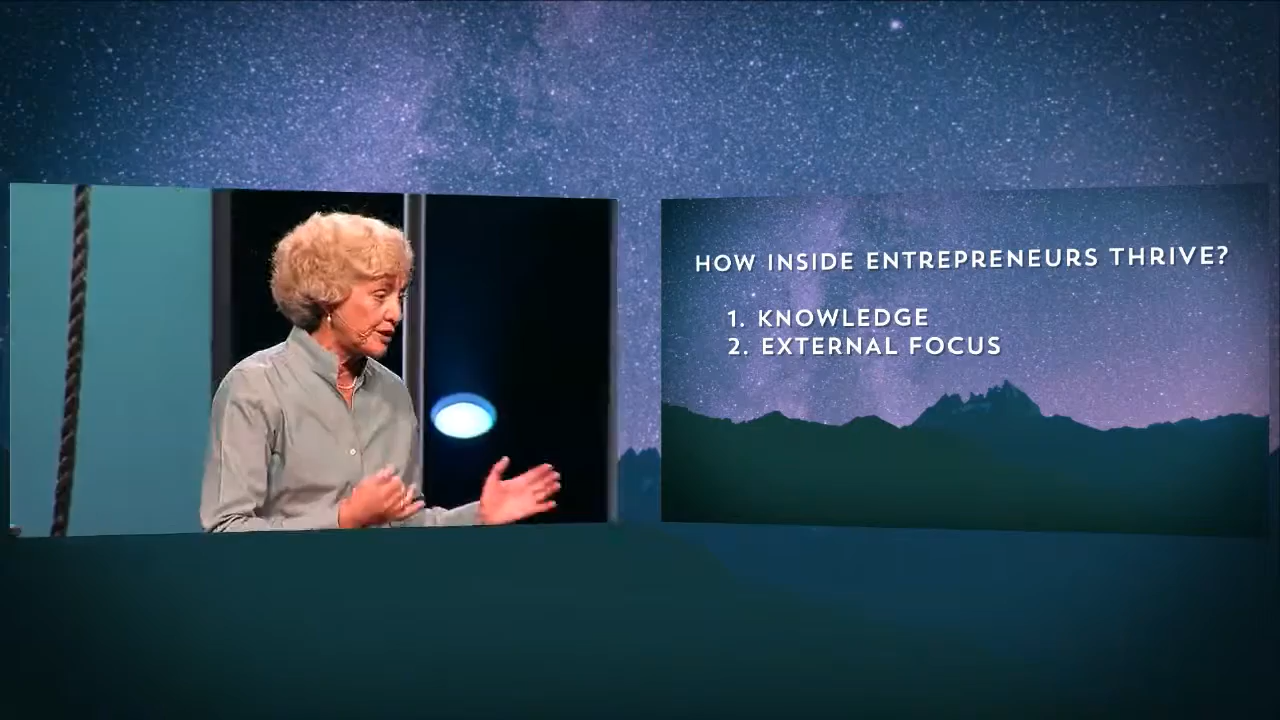 HOW INSIDE ENTREPRENEURS THRIVE?
1. KNOWLEDGE
2. EXTERNAL FOCUS